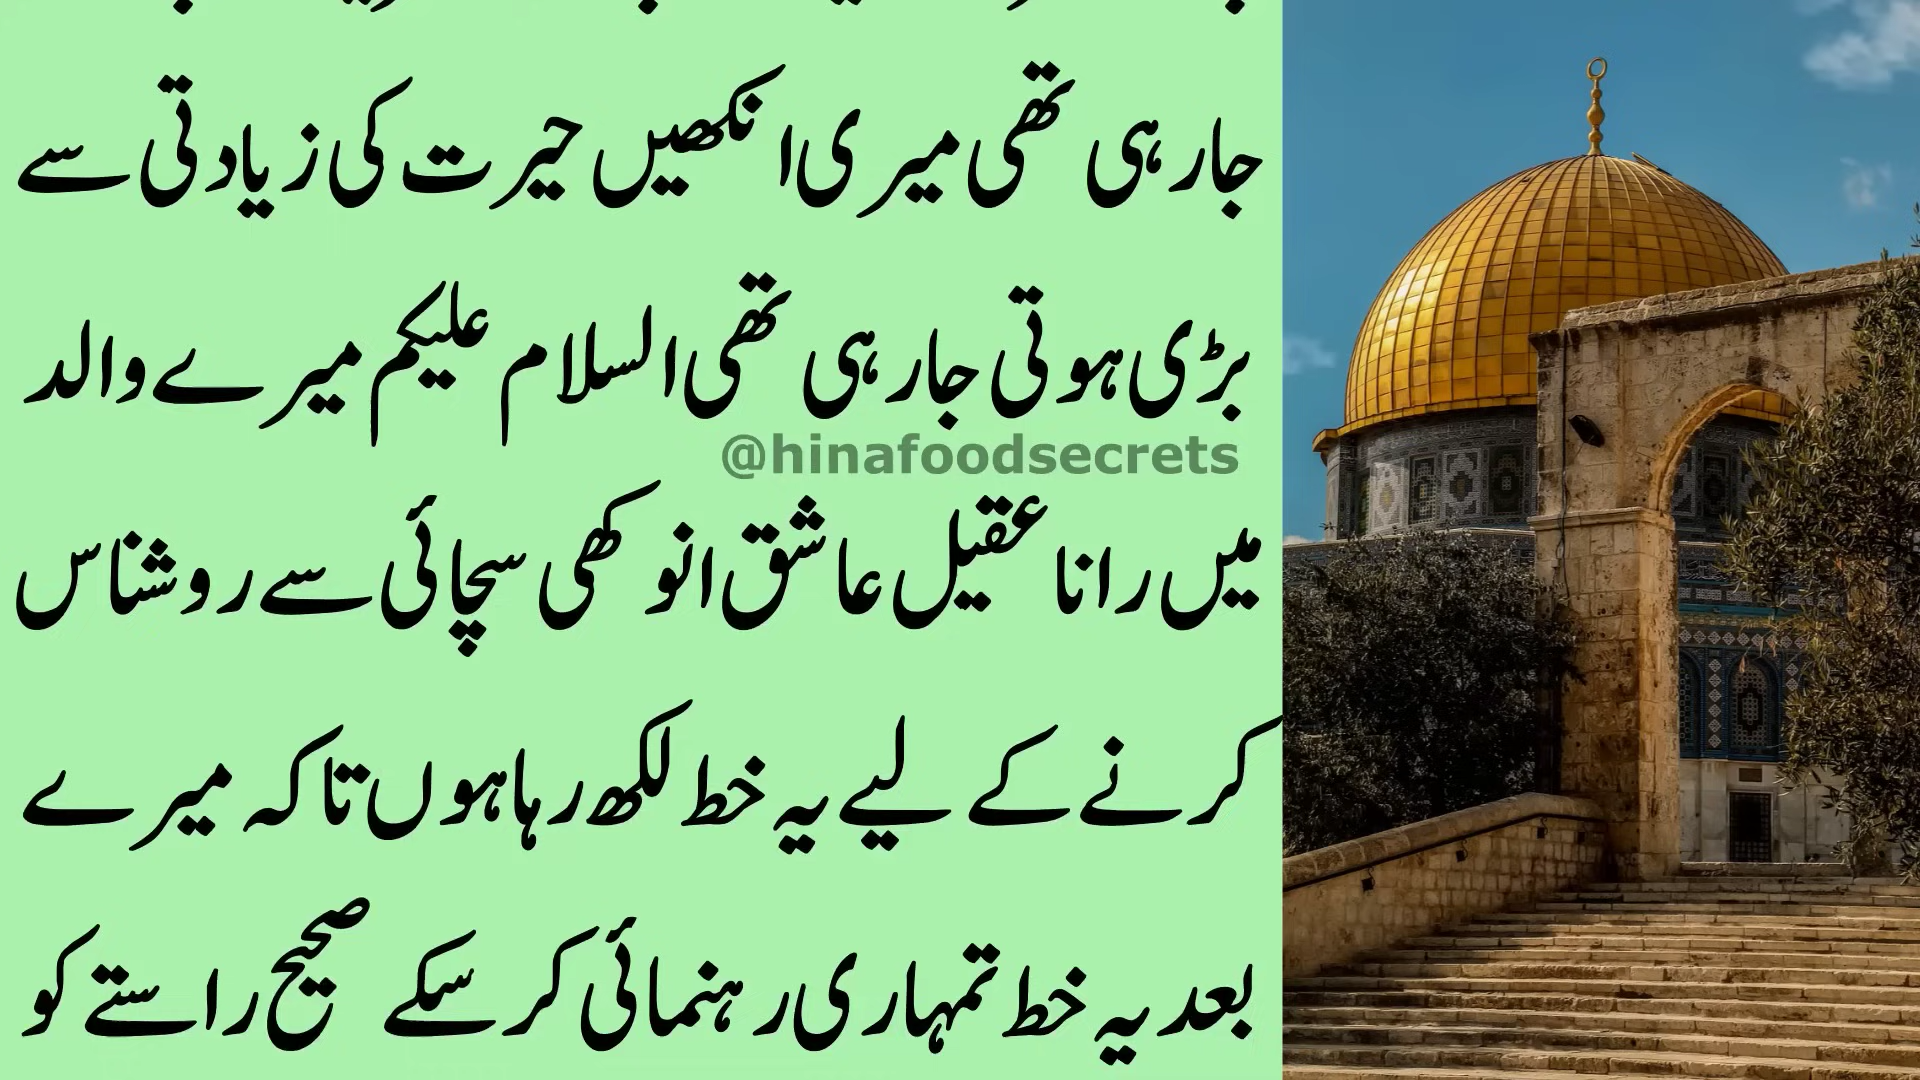 جا رہی تھی میری انکھیں حیرت کی زیادتی سے
بڑی ہوتی جا رہی تھی السلام علیکم میرے والد
@hinafoodsecrets
میں رانا عقیل عاشق انوکھی سچائی سے روشناس
کرنے کے لیے یہ خط لکھ رہا ہوں تاکہ میرے
بعد یہ خط تمہاری رہنمائی کر سکے صحیح راستے کو